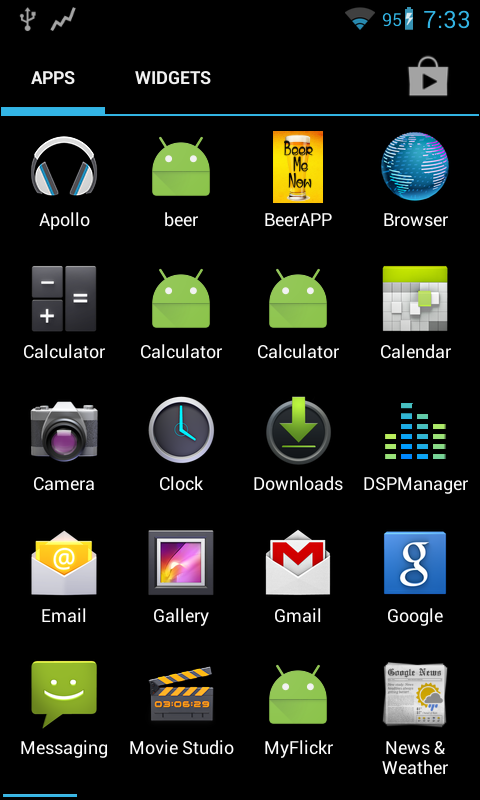 95 7:33
APPS WIDGETS
Beer
Me
Now
Apollo beer BeerAPP Browser
Calculator Calculator Calculator Calendar
Camera Clock Downloads DSPManager
@ g
Email Gallery Gmail Google
03:06:29 Google News
Messaging Movie Studio MyFlickr News &
Weather